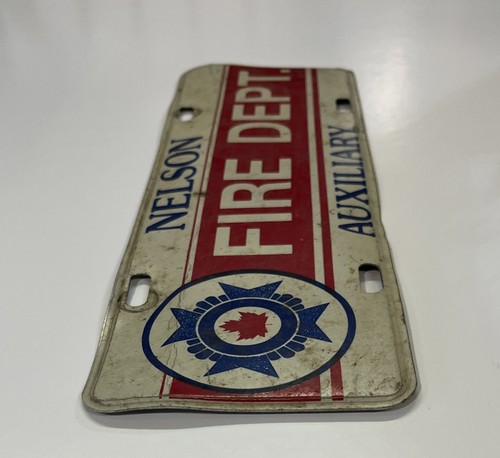 NELSON
FIRE DEPT.
AUXILIARY